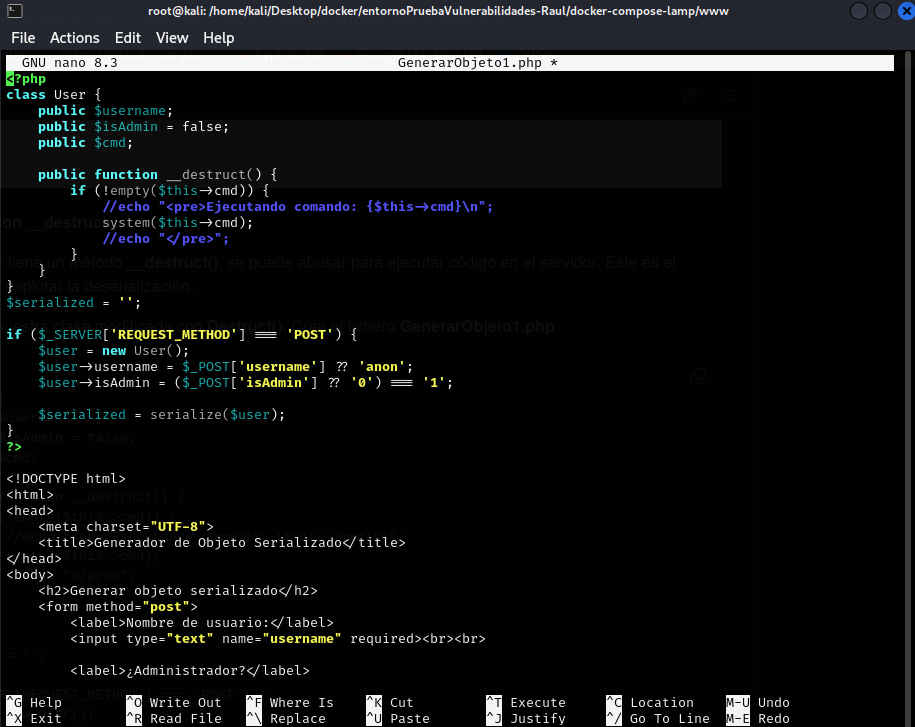 root@kali: /home/kali/Desktop/docker/entornoPruebaVulnerabilidades-Raul/docker-compose-lamp/www
File Actions Edit View Help
GNU nano 8.3 GenerarObjeto1.php *
<?php
class User {
    public $username;
    public $isAdmin = false;
    public $cmd;

    public function __destruct() {
        if (!empty($this->cmd)) {
            //echo "<pre>Ejecutando comando: {$this->cmd}\n";
            system($this->cmd);
            //echo "</pre>";
        }
    }
}
$serialized = '';

if ($_SERVER['REQUEST_METHOD'] === 'POST') {
    $user = new User();
    $user->username = $_POST['username'] ?? 'anon';
    $user->isAdmin = ($_POST['isAdmin'] ?? '0') === '1';

    $serialized = serialize($user);
}
?>

<!DOCTYPE html>
<html>
<head>
    <meta charset="UTF-8">
    <title>Generador de Objeto Serializado</title>
</head>
<body>
    <h2>Generar objeto serializado</h2>
    <form method="post">
        <label>Nombre de usuario:</label>
        <input type="text" name="username" required><br><br>

        <label>¿Administrador?</label>
^G Help ^O Write Out ^F Where Is ^K Cut ^T Execute ^C Location M-U Undo
^X Exit ^R Read File ^\ Replace ^U Paste ^J Justify ^/ Go To Line M-E Redo